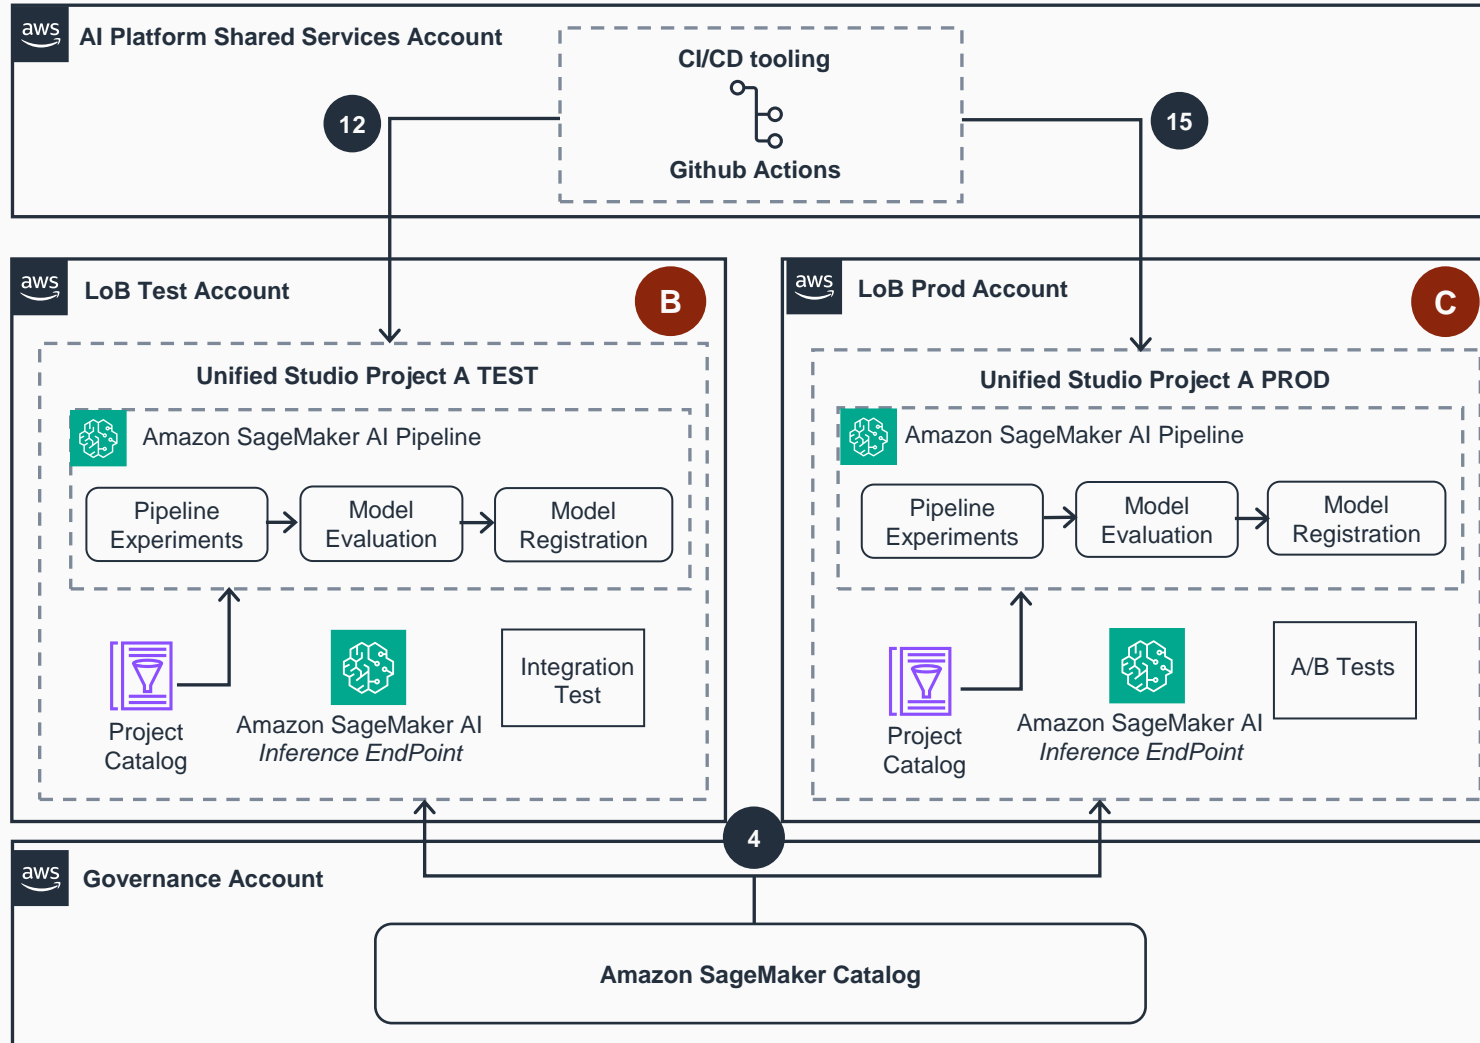 aws
AI Platform Shared Services Account
CI/CD tooling
Github Actions
12
15
aws
LoB Test Account
B
Unified Studio Project A TEST
Amazon SageMaker AI Pipeline
Pipeline
Experiments
Model
Evaluation
Model
Registration
Project
Catalog
Amazon SageMaker AI
Inference EndPoint
Integration
Test
aws
LoB Prod Account
C
Unified Studio Project A PROD
Amazon SageMaker AI Pipeline
Pipeline
Experiments
Model
Evaluation
Model
Registration
Project
Catalog
Amazon SageMaker AI
Inference EndPoint
A/B Tests
4
aws
Governance Account
Amazon SageMaker Catalog